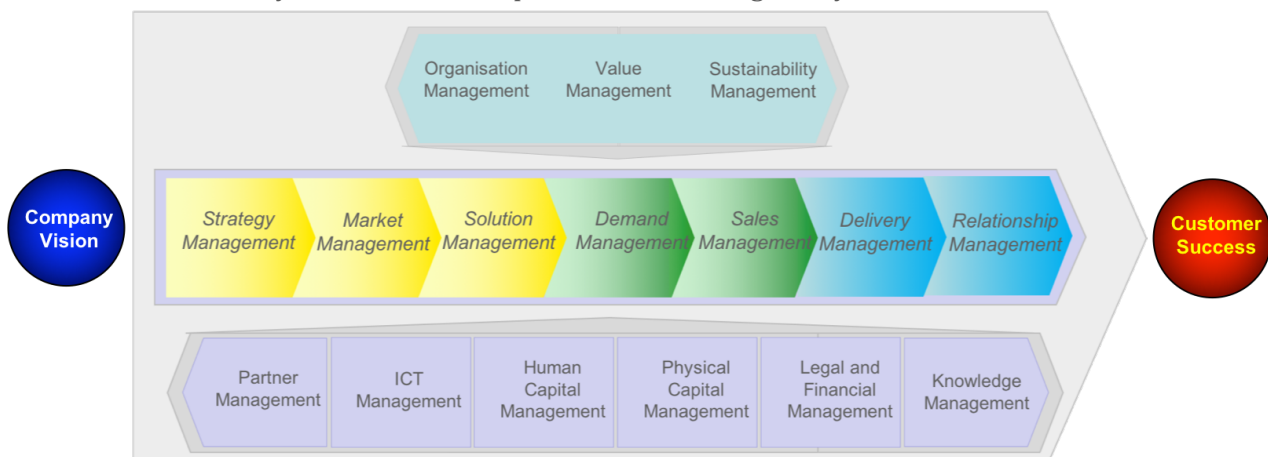 Organisation Management
Value Management
Sustainability Management
Company Vision
Strategy Management
Market Management
Solution Management
Demand Management
Sales Management
Delivery Management
Relationship Management
Customer Success
Partner Management
ICT Management
Human Capital Management
Physical Capital Management
Legal and Financial Management
Knowledge Management